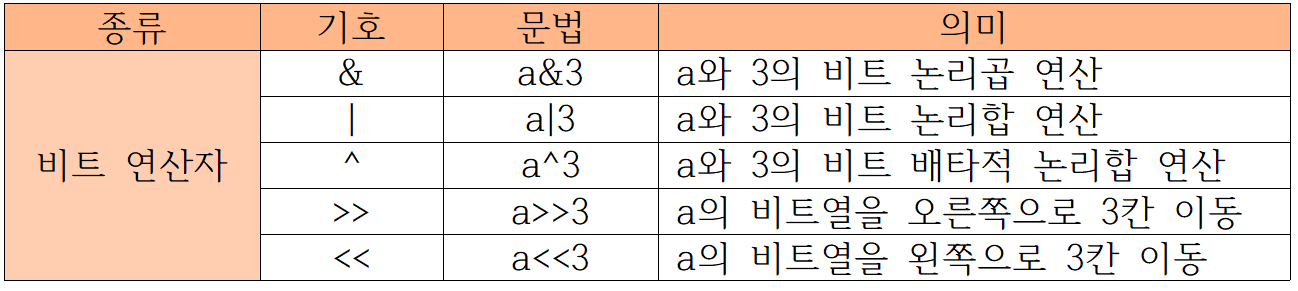 종류 기호 문법 의미
비트 연산자
& a&3 a와 3의 비트 논리곱 연산
| a|3 a와 3의 비트 논리합 연산
^ a^3 a와 3의 비트 배타적 논리합 연산
>> a>>3 a의 비트열을 오른쪽으로 3칸 이동
<< a<<3 a의 비트열을 왼쪽으로 3칸 이동